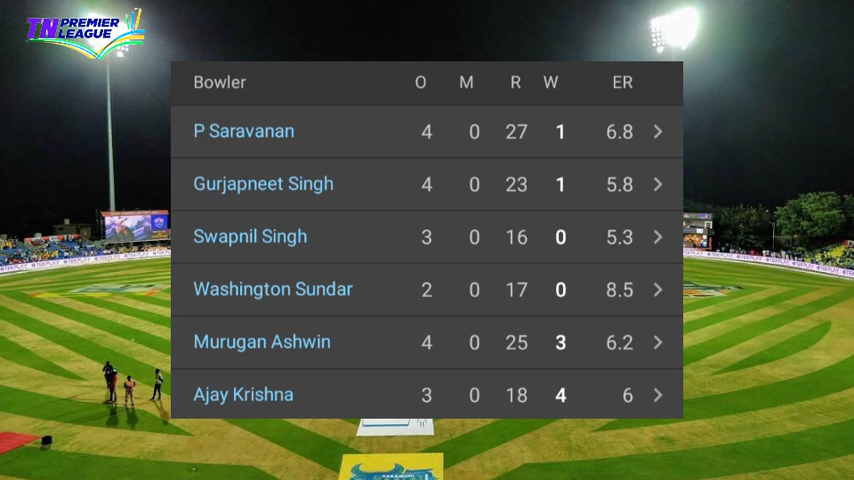 TN PREMIER
LEAGUE
Bowler O M R W ER
P Saravanan 4 0 27 1 6.8
Gurjapneet Singh 4 0 23 1 5.8
Swapnil Singh 3 0 16 0 5.3
Washington Sundar 2 0 17 0 8.5
Murugan Ashwin 4 0 25 3 6.2
Ajay Krishna 3 0 18 4 6